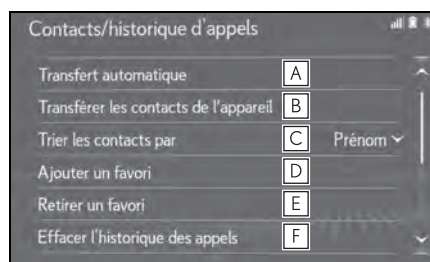 Contacts/historique d'appels
Transfert automatique A
Transférer les contacts de l'appareil B
Trier les contacts par C Prénom
Ajouter un favori D
Retirer un favori E
Effacer l'historique des appels F